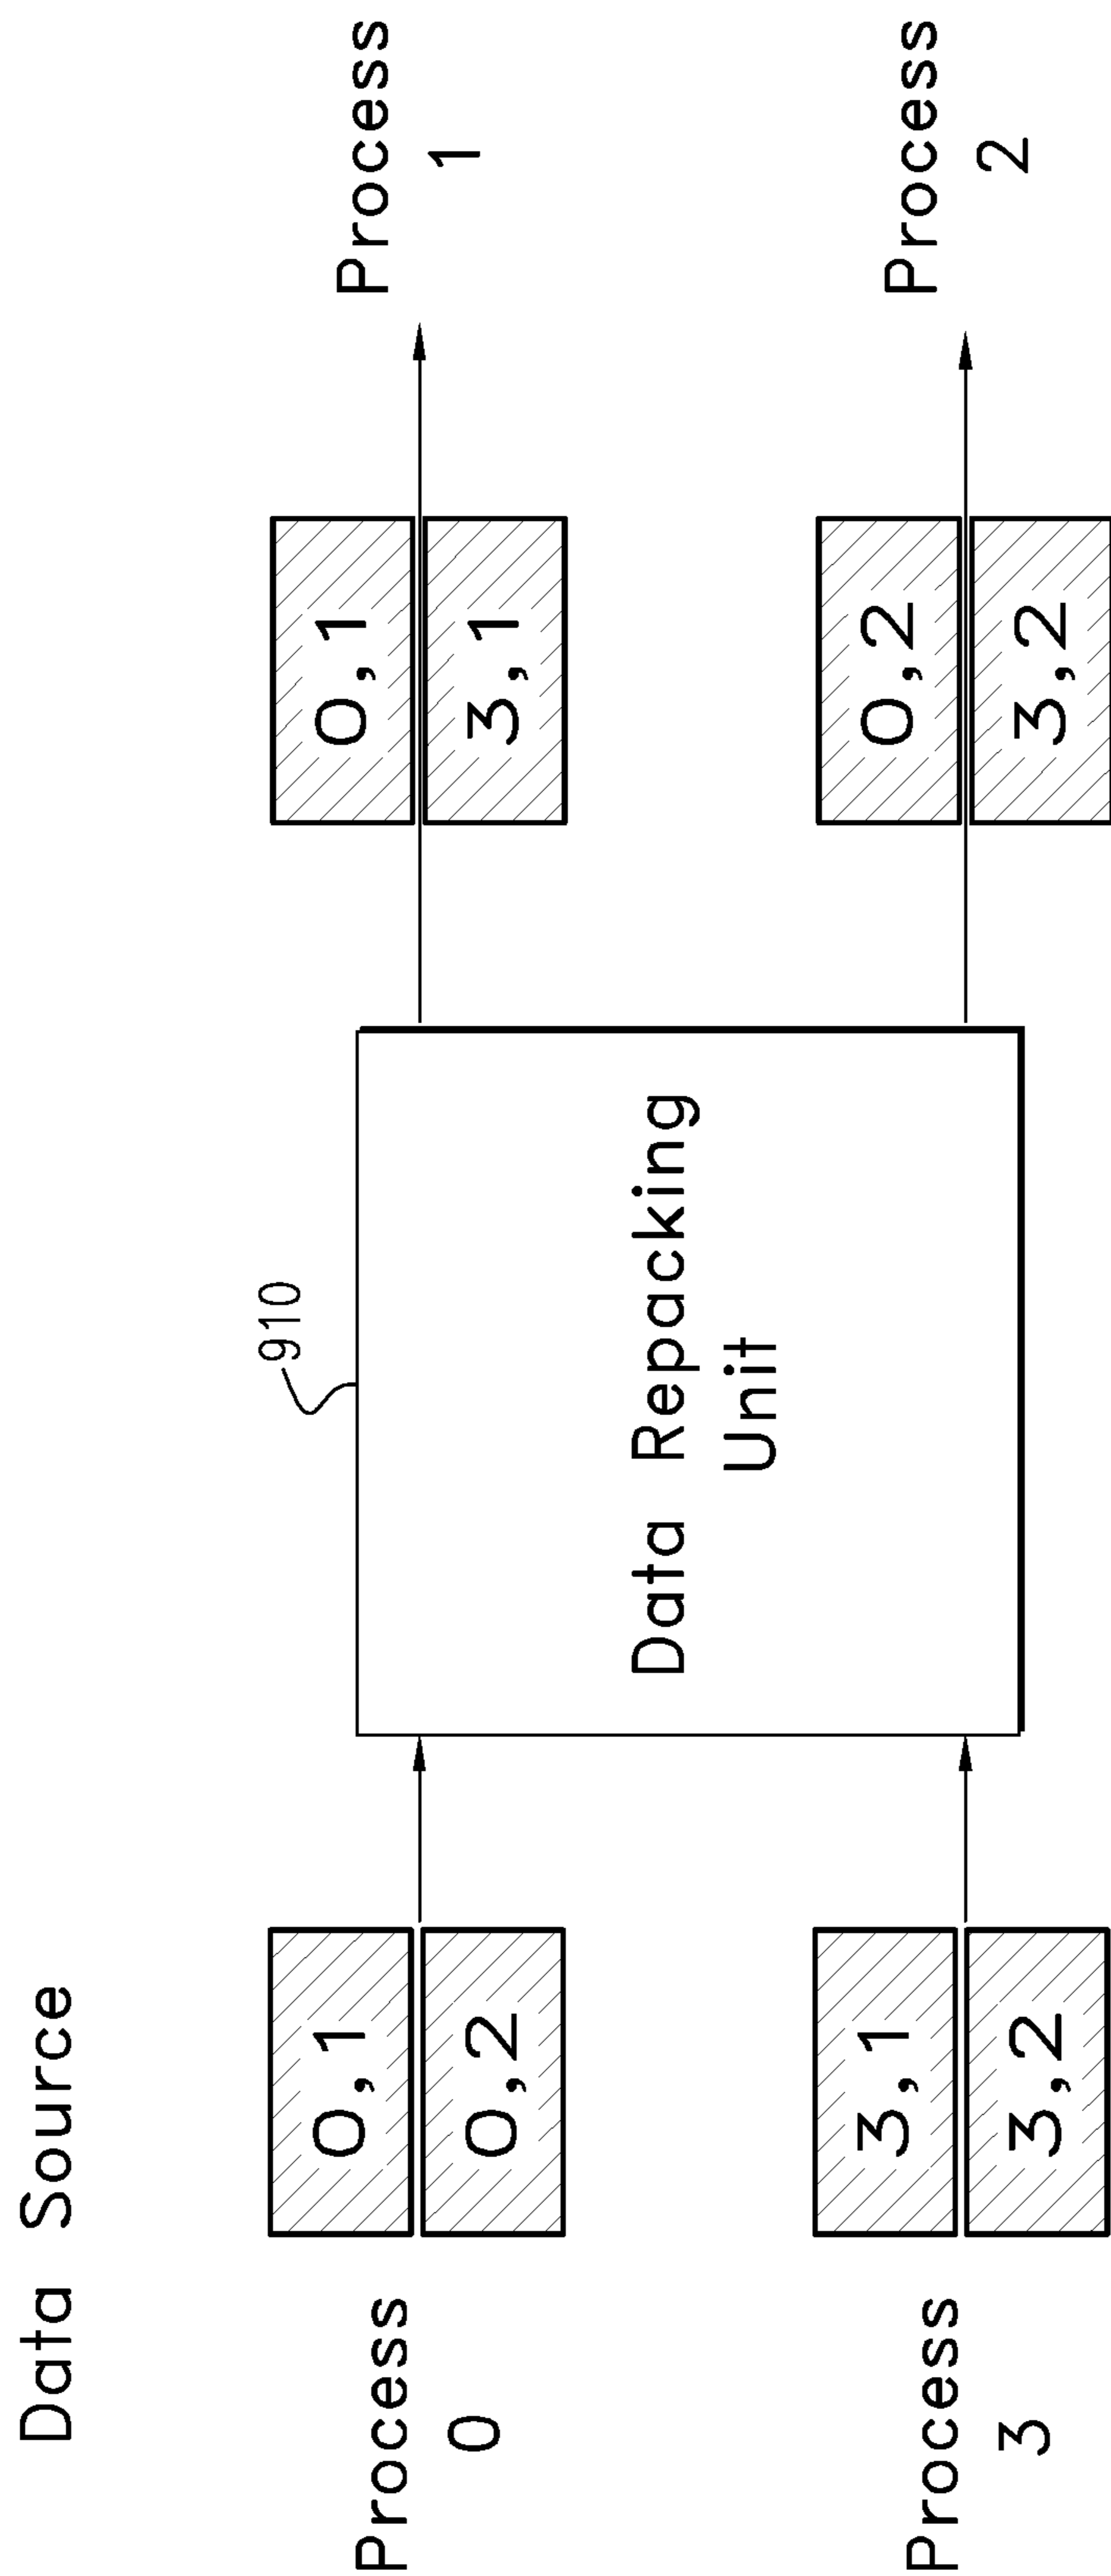 Data Source
Process
0
0,1
0,2
Process
3
3,1
3,2
910
Data Repacking
Unit
0,1
3,1
Process
1
0,2
3,2
Process
2